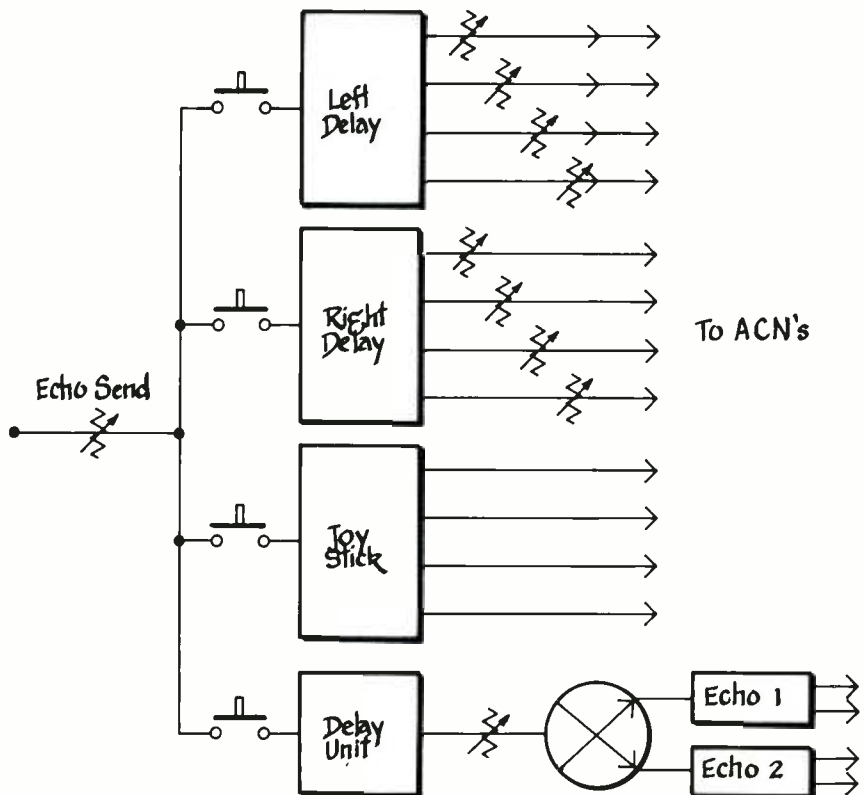 Left
Delay
Right
Delay
To ACN's
Echo Send
Joy
Stick
Delay
Unit
Echo 1
Echo 2